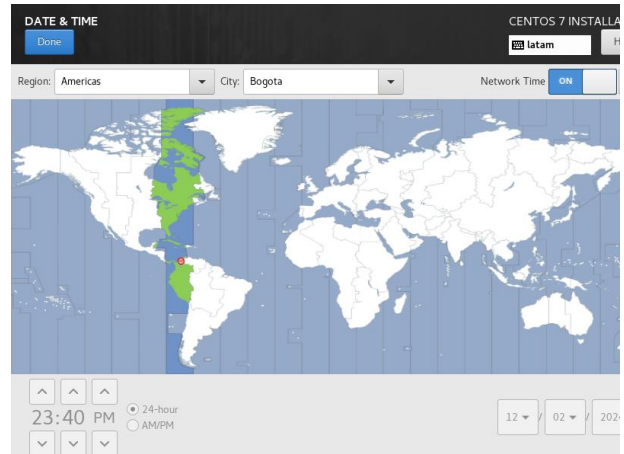 DATE & TIME
CENTOS 7 INSTALLA
Done
latam
H
Region: Americas City: Bogota Network Time ON
23:40 PM
24-hour
AM/PM
12 / 02 / 2024